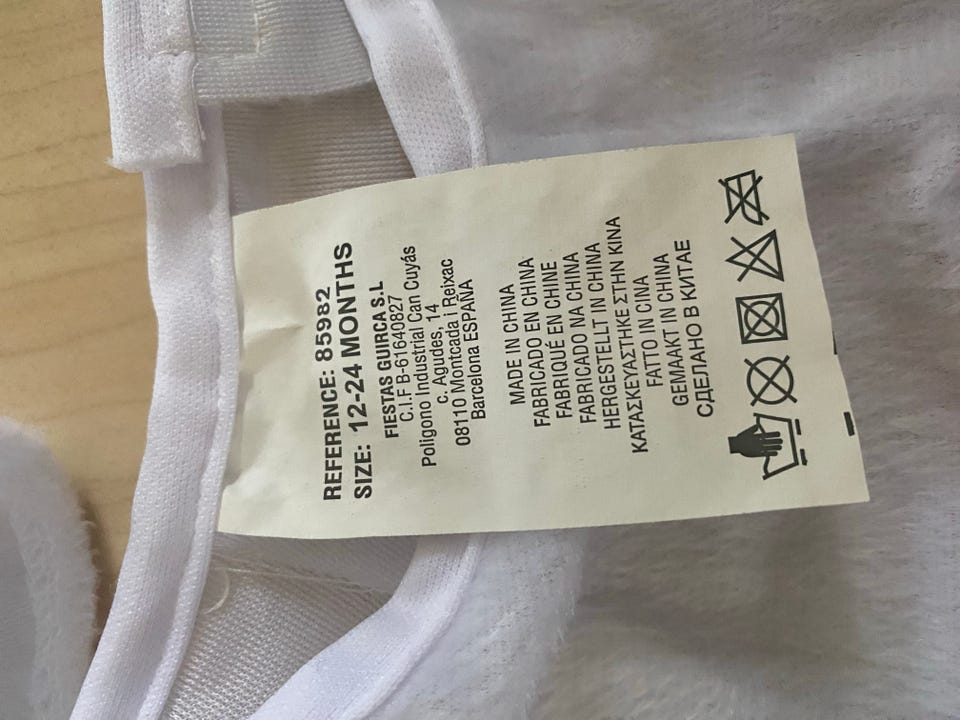 REFERENCE: 85982
SIZE: 12-24 MONTHS
FIESTAS GUIRCA S.L
C.I.F B-61640827
Poligono Industrial Can Cuyás
c. Agudes, 14
08110 Montcada i Reixac
Barcelona ESPAÑA
MADE IN CHINA
FABRICADO EN CHINA
FABRIQUÉ EN CHINE
FABRICADO NA CHINA
HERGESTELLT IN CHINA
ΚΑΤΑΣΚΕΥΑΣΤΗΚΕ ΣΤΗΝ ΚΙΝΑ
FATTO IN CINA
GEMAAKT IN CHINA
СДЕЛАНО В КИТАЕ